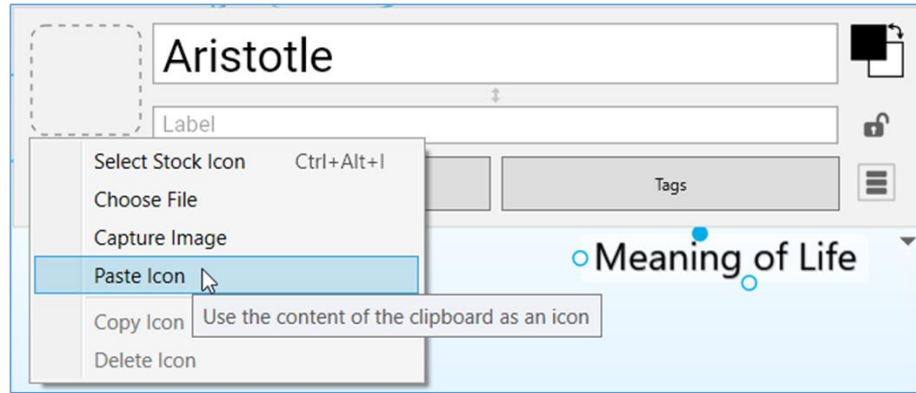 Aristotle
Label
Select Stock Icon Ctrl+Alt+I
Choose File
Tags
Capture Image
Paste Icon
Meaning of Life
Use the content of the clipboard as an icon
Copy Icon
Delete Icon